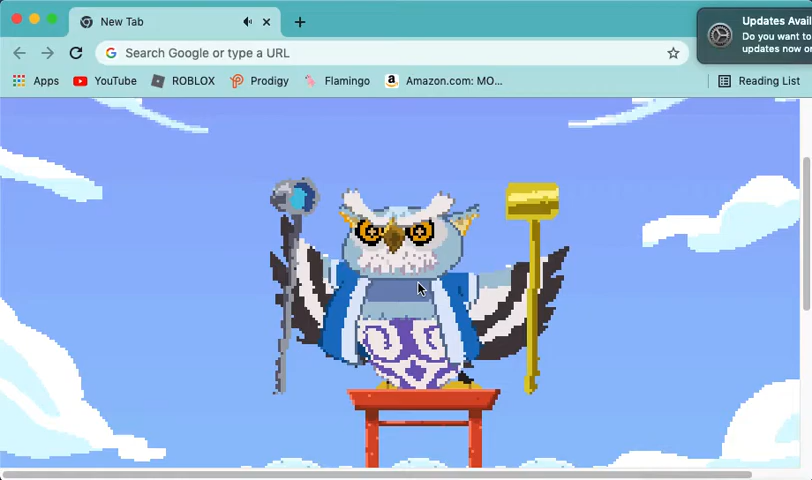 New Tab
Updates Avai
Do you want to
updates now o
Search Google or type a URL
Apps
YouTube
ROBLOX
Prodigy
Flamingo
Amazon.com: MO...
Reading List